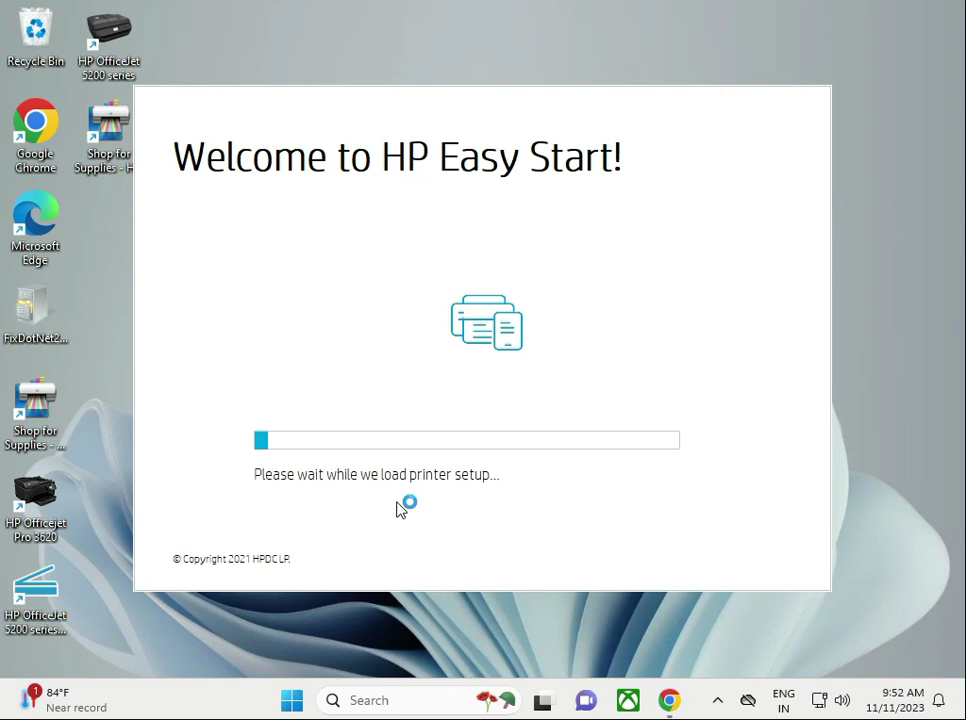 Recycle Bin
HP OfficeJet
5200 series
Google
Chrome
Shop for
Supplies - H
Microsoft
Edge
FixDotNet2...
Shop for
Supplies - ...
HP Officejet
Pro 3620
HP OfficeJet
5200 series...
Welcome to HP Easy Start!
Please wait while we load printer setup...
© Copyright 2021 HPDC LP.
1
84°F
Near record
Search
ENG
IN
9:52 AM
11/11/2023